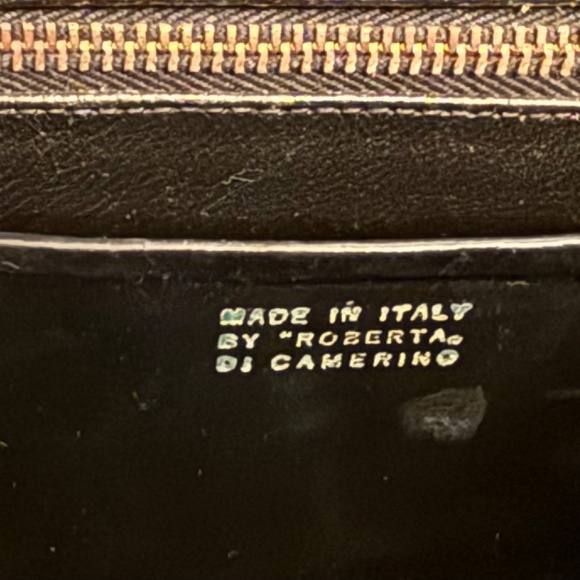 MADE IN ITALY
BY "ROBERTA„
DI CAMERINO